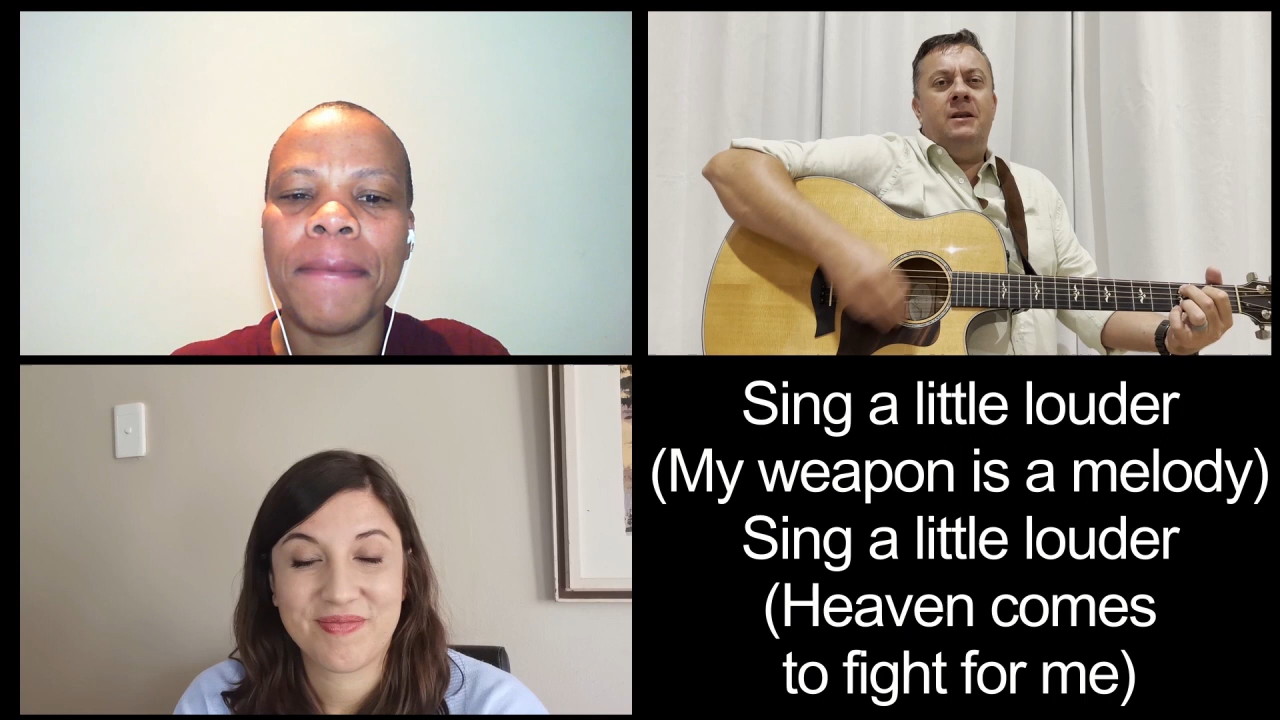 Sing a little louder
(My weapon is a melody)
Sing a little louder
(Heaven comes
to fight for me)